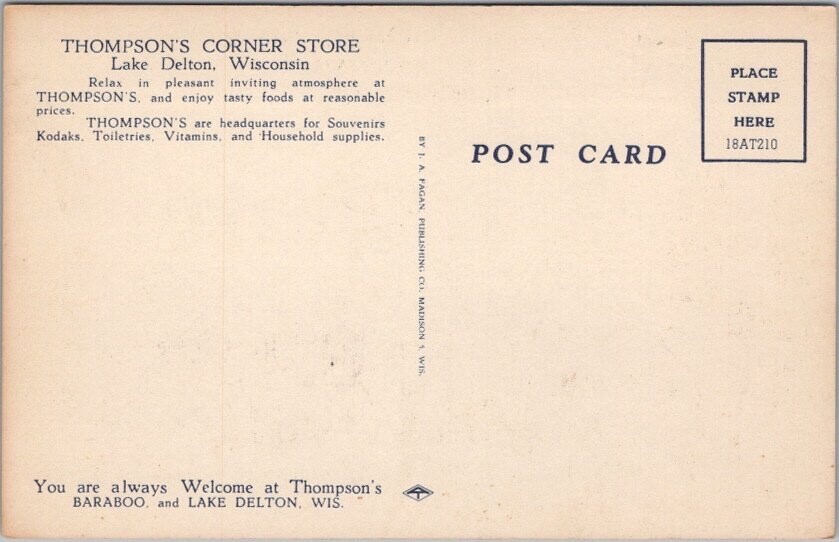 THOMPSON'S CORNER STORE
Lake Delton, Wisconsin
Relax in pleasant inviting atmosphere at
THOMPSON'S, and enjoy tasty foods at reasonable
prices.
THOMPSON'S are headquarters for Souvenirs
Kodaks, Toiletries, Vitamins, and Household supplies.
You are always Welcome at Thompson's
BARABOO, and LAKE DELTON, WIS.
BY J. A. FAGAN PUBLISHING CO. MADISON 4, WIS.
POST CARD
PLACE
STAMP
HERE
18AT210